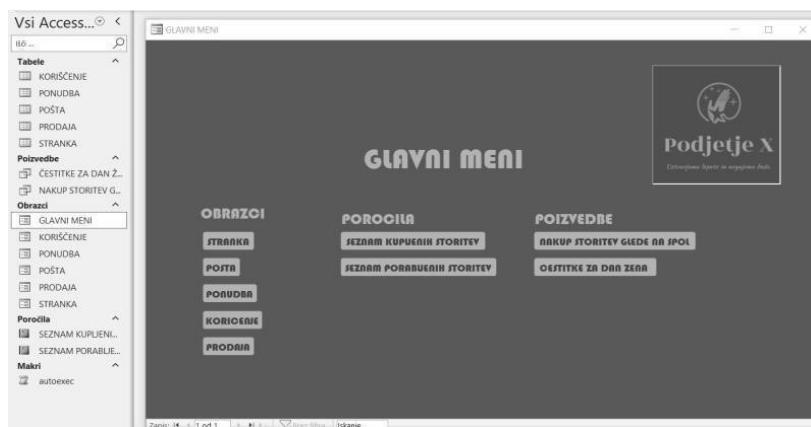 Vsi Access...
Išči ...
Tabele
KORIŠČENJE
PONUDBA
POŠTA
PRODAJA
STRANKA
Poizvedbe
ČESTITKE ZA DAN Ž...
NAKUP STORITEV G...
Obrazci
GLAVNI MENI
KORIŠČENJE
PONUDBA
POŠTA
PRODAJA
STRANKA
Poročila
SEZNAM KUPLJENI...
SEZNAM PORABLJE...
Makri
autoexec
GLAVNI MENI
Podjetje X
GLAVNI MENI
OBRAZCI
STRANKA
POSTA
PONUDBA
KORICENJE
PRODAJA
POROCILA
SEZNAM KUPLJENIH STORITEV
SEZNAM PORABLJENIH STORITEV
POIZVEDBE
NAKUP STORITEV GLEDE NA SPOL
CESTITKE ZA DAN ZENA
Zapis: 1 od 1 Brez filtra Iskanje